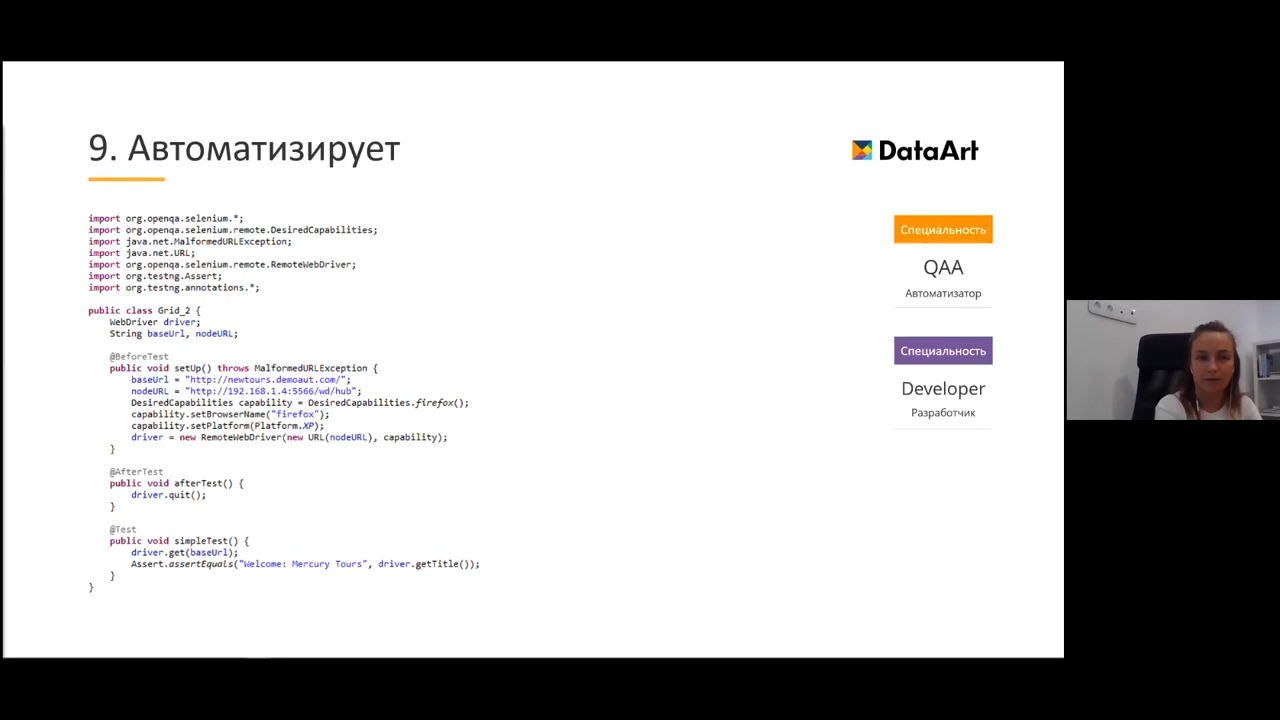 9. Автоматизирует
DataArt
import org.openqa.selenium.*;
import org.openqa.selenium.remote.DesiredCapabilities;
import java.net.MalformedURLException;
import java.net.URL;
import org.openqa.selenium.remote.RemoteWebDriver;
import org.testng.Assert;
import org.testng.annotations.*;
public class Grid_2 {
WebDriver driver;
String baseUrl, nodeURL;
@BeforeTest
public void setUp() throws MalformedURLException {
baseUrl = "http://newtours.demoaut.com/";
nodeURL = "http://192.168.1.4:5566/wd/hub";
DesiredCapabilities capability = DesiredCapabilities.firefox();
capability.setBrowserName("firefox");
capability.setPlatform(Platform.XP);
driver = new RemoteWebDriver(new URL(nodeURL), capability);
}
@AfterTest
public void afterTest() {
driver.quit();
}
@Test
public void simpleTest() {
driver.get(baseUrl);
Assert.assertEquals("Welcome: Mercury Tours", driver.getTitle());
}
}
Специальность
QAA
Автоматизатор
Специальность
Developer
Разработчик